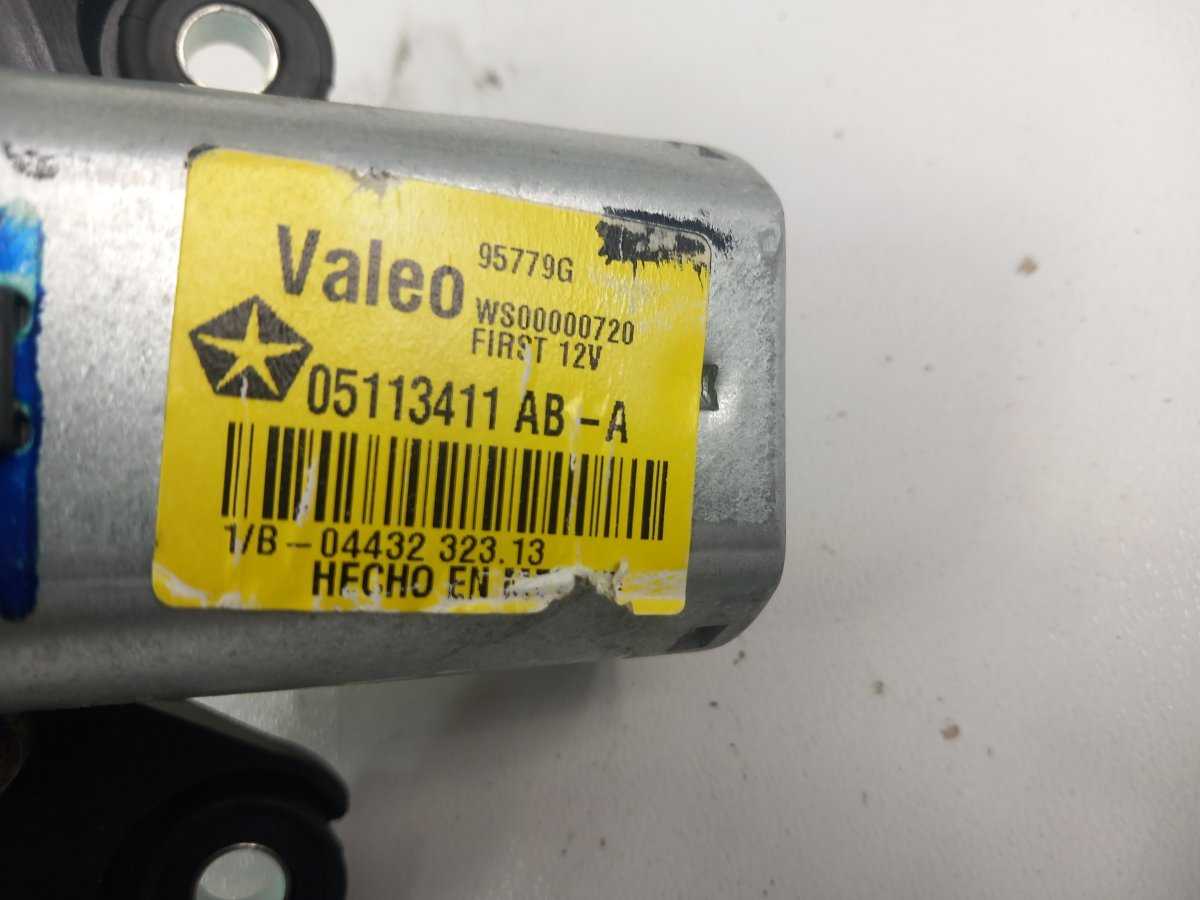 Valeo 95779G
WS00000720
FIRST 12V
05113411 AB -A
1/B - 04432 323.13
HECHO EN